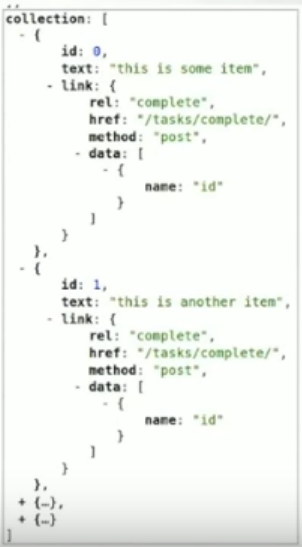 collection: [
- {
id: 0,
text: "this is some item",
- link: {
rel: "complete",
href: "/tasks/complete/",
method: "post",
- data: [
- {
name: "id"
}
]
}
},
- {
id: 1,
text: "this is another item",
- link: {
rel: "complete",
href: "/tasks/complete/",
method: "post",
- data: [
- {
name: "id"
}
]
}
},
+ {…},
+ {…}
]